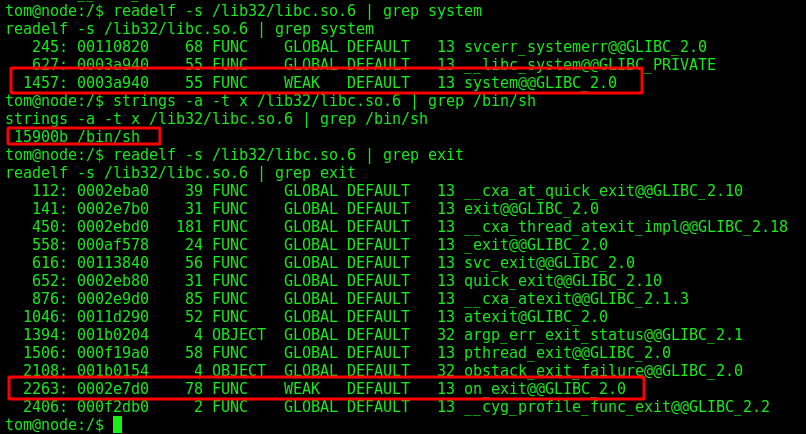 tom@node:/$ readelf -s /lib32/libc.so.6 | grep system
readelf -s /lib32/libc.so.6 | grep system
245: 00110820 68 FUNC GLOBAL DEFAULT 13 svcerr_systemerr@@GLIBC_2.0
627: 0003a940 55 FUNC GLOBAL DEFAULT 13 __libc_system@@GLIBC_PRIVATE
1457: 0003a940 55 FUNC WEAK DEFAULT 13 system@@GLIBC_2.0
tom@node:/$ strings -a -t x /lib32/libc.so.6 | grep /bin/sh
strings -a -t x /lib32/libc.so.6 | grep /bin/sh
15900b /bin/sh
tom@node:/$ readelf -s /lib32/libc.so.6 | grep exit
readelf -s /lib32/libc.so.6 | grep exit
112: 0002eba0 39 FUNC GLOBAL DEFAULT 13 __cxa_at_quick_exit@@GLIBC_2.10
141: 0002e7b0 31 FUNC GLOBAL DEFAULT 13 exit@@GLIBC_2.0
450: 0002ebd0 181 FUNC GLOBAL DEFAULT 13 __cxa_thread_atexit_impl@@GLIBC_2.18
558: 000af578 24 FUNC GLOBAL DEFAULT 13 _exit@@GLIBC_2.0
616: 00113840 56 FUNC GLOBAL DEFAULT 13 svc_exit@@GLIBC_2.0
652: 0002eb80 31 FUNC GLOBAL DEFAULT 13 quick_exit@@GLIBC_2.10
876: 0002e9d0 85 FUNC GLOBAL DEFAULT 13 __cxa_atexit@@GLIBC_2.1.3
1046: 0011d290 52 FUNC GLOBAL DEFAULT 13 atexit@GLIBC_2.0
1394: 001b0204 4 OBJECT GLOBAL DEFAULT 32 argp_err_exit_status@@GLIBC_2.1
1506: 000f19a0 58 FUNC GLOBAL DEFAULT 13 pthread_exit@@GLIBC_2.0
2108: 001b0154 4 OBJECT GLOBAL DEFAULT 32 obstack_exit_failure@@GLIBC_2.0
2263: 0002e7d0 78 FUNC WEAK DEFAULT 13 on_exit@@GLIBC_2.0
2406: 000f2db0 2 FUNC GLOBAL DEFAULT 13 __cyg_profile_func_exit@@GLIBC_2.2
tom@node:/$